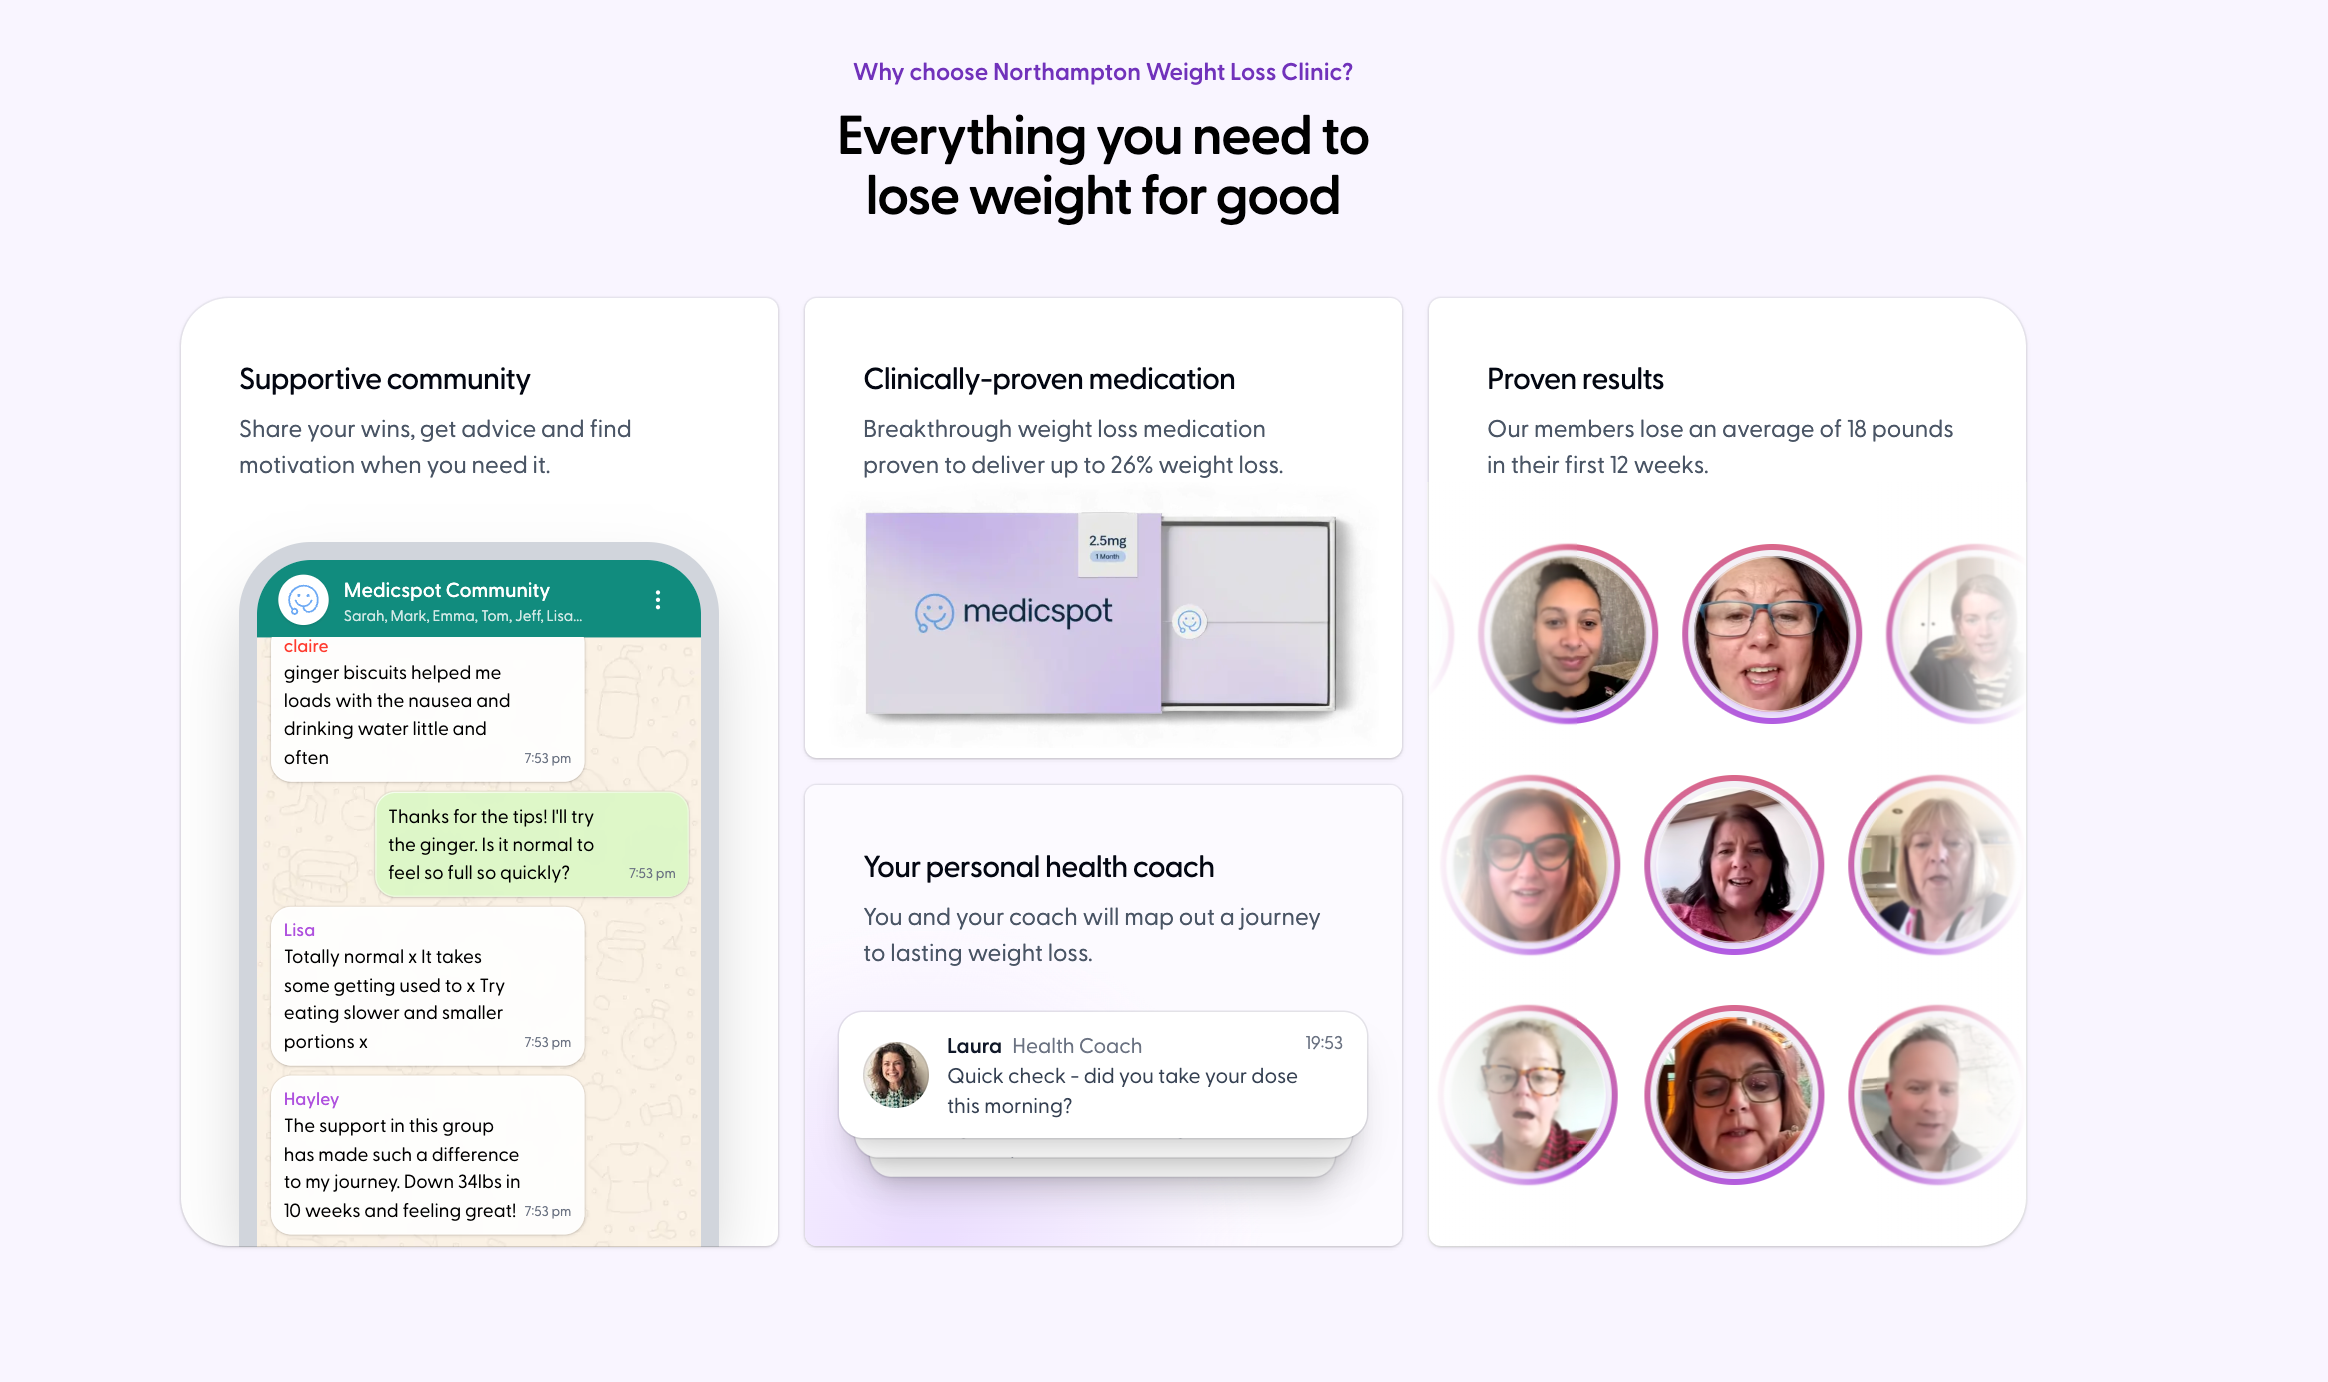 Why choose Northampton Weight Loss Clinic?
Everything you need to
lose weight for good
Supportive community
Share your wins, get advice and find
motivation when you need it.
Medicspot Community
Sarah, Mark, Emma, Tom, Jeff, Lisa...
claire
ginger biscuits helped me
loads with the nausea and
drinking water little and
often
7:53 pm
Thanks for the tips! I'll try
the ginger. Is it normal to
feel so full so quickly?
7:53 pm
Lisa
Totally normal x It takes
some getting used to x Try
eating slower and smaller
portions x
7:53 pm
Hayley
The support in this group
has made such a difference
to my journey. Down 34lbs in
10 weeks and feeling great!
7:53 pm
Clinically-proven medication
Breakthrough weight loss medication
proven to deliver up to 26% weight loss.
2.5mg
1 Month
medicspot
Your personal health coach
You and your coach will map out a journey
to lasting weight loss.
Laura Health Coach
19:53
Quick check - did you take your dose
this morning?
Proven results
Our members lose an average of 18 pounds
in their first 12 weeks.